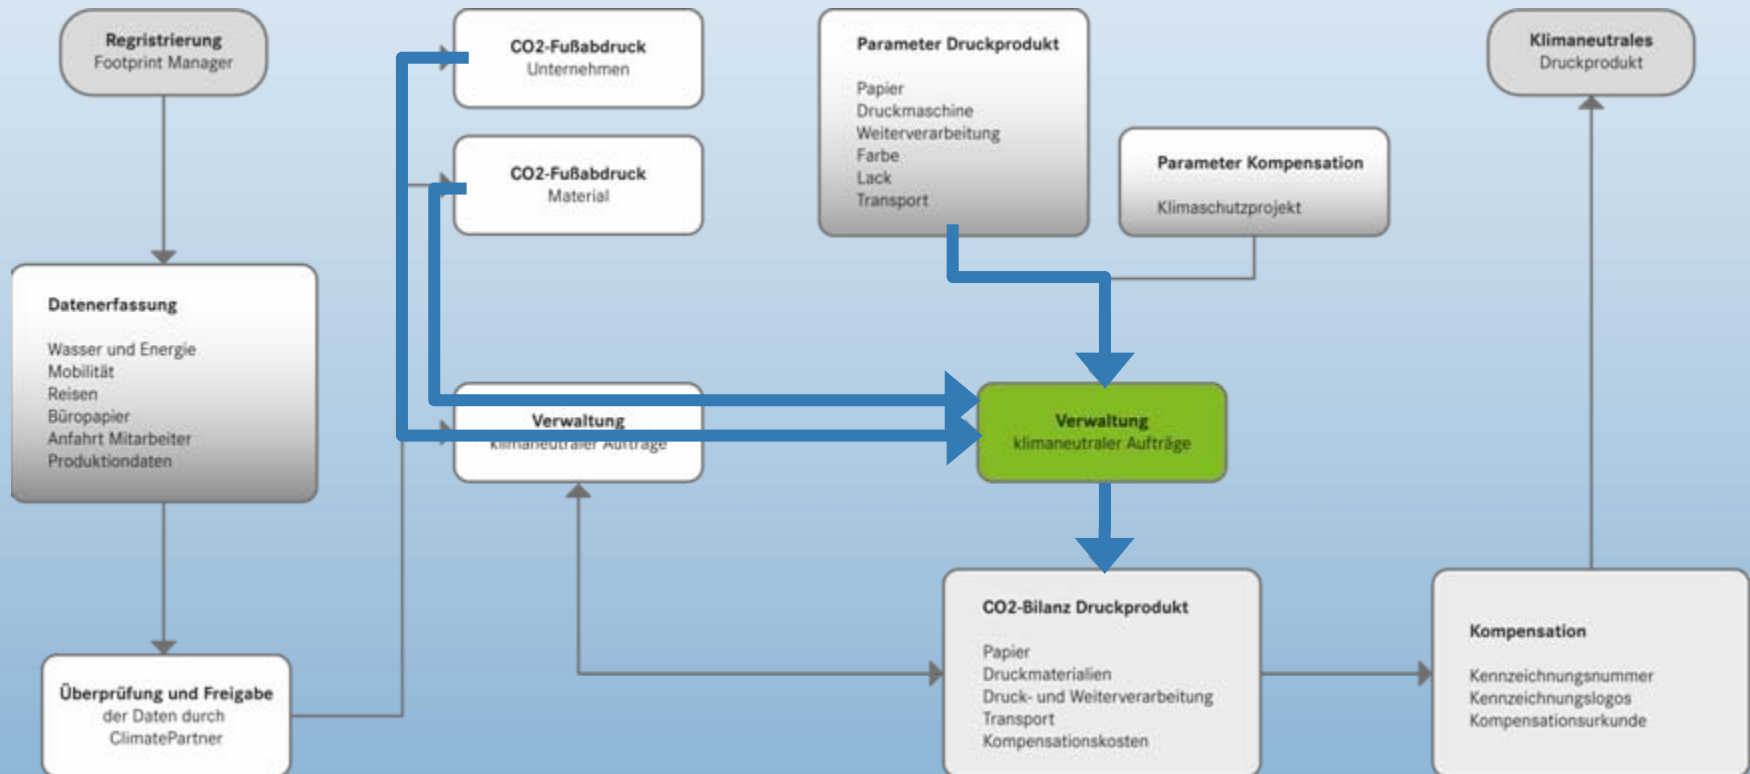 Regristrierung
Footprint Manager
CO2-Fußabdruck
Unternehmen
CO2-Fußabdruck
Material
Parameter Druckprodukt
Papier
Druckmaschine
Weiterverarbeitung
Farbe
Lack
Transport
Parameter Kompensation
Klimaschutzprojekt
Klimaneutrales
Druckprodukt
Datenerfassung
Wasser und Energie
Mobilität
Reisen
Büropapier
Anfahrt Mitarbeiter
Produktiondaten
Verwaltung
klimaneutraler Aufträge
Verwaltung
klimaneutraler Aufträge
Überprüfung und Freigabe
der Daten durch
ClimatePartner
CO2-Bilanz Druckprodukt
Papier
Druckmaterialien
Druck- und Weiterverarbeitung
Transport
Kompensationskosten
Kompensation
Kennzeichnungsnummer
Kennzeichnungslogos
Kompensationsurkunde